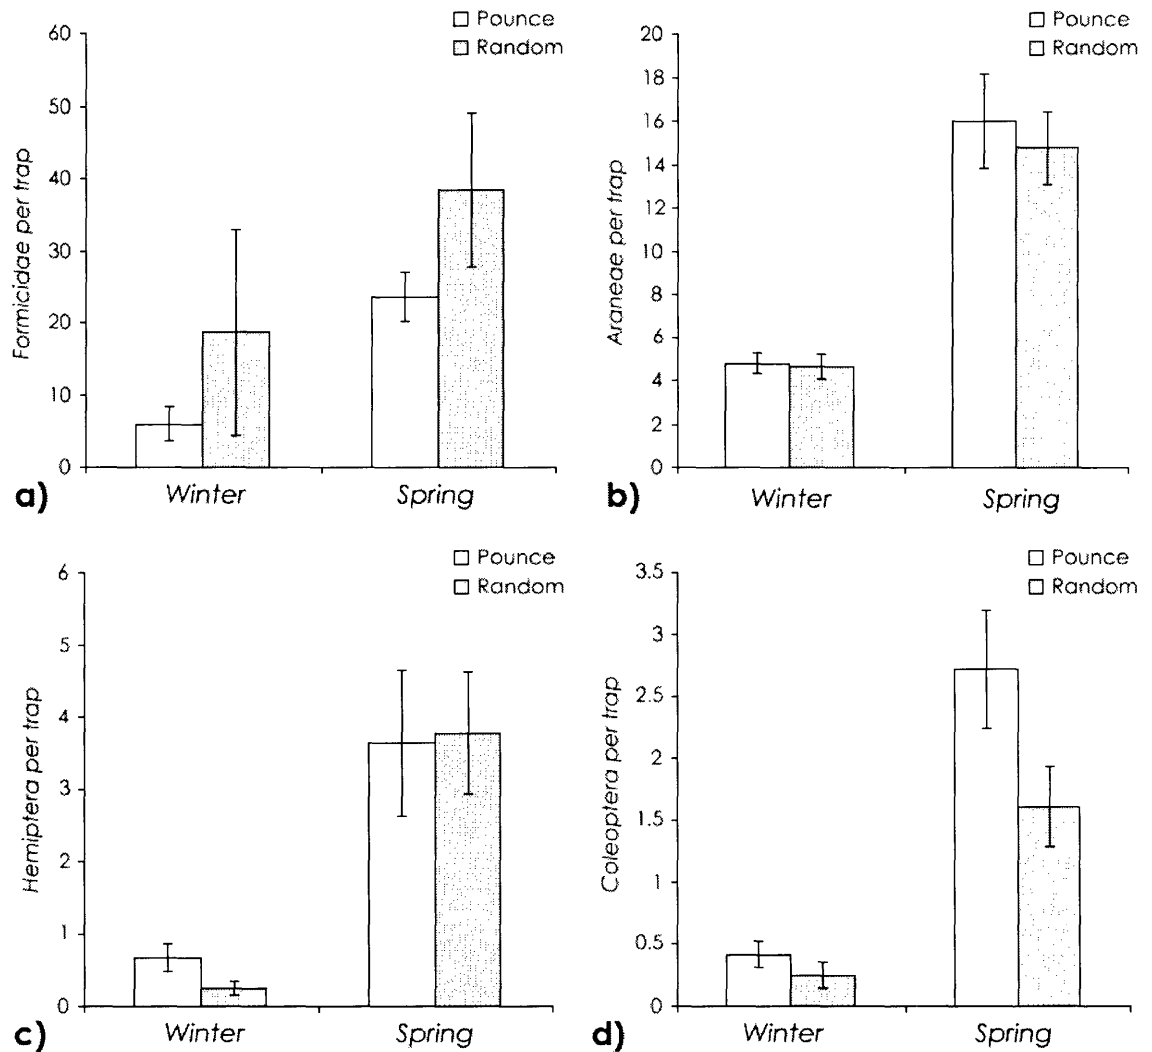 Pounce
Random
60
50
40
30
20
10
0
Formicidae per trap
Winter
Spring
a)
Pounce
Random
20
18
16
14
12
10
8
6
4
2
0
Araneae per trap
Winter
Spring
b)
Pounce
Random
6
5
4
3
2
1
0
Hemiptera per trap
Winter
Spring
c)
Pounce
Random
3.5
3
2.5
2
1.5
1
0.5
0
Coleoptera per trap
Winter
Spring
d)